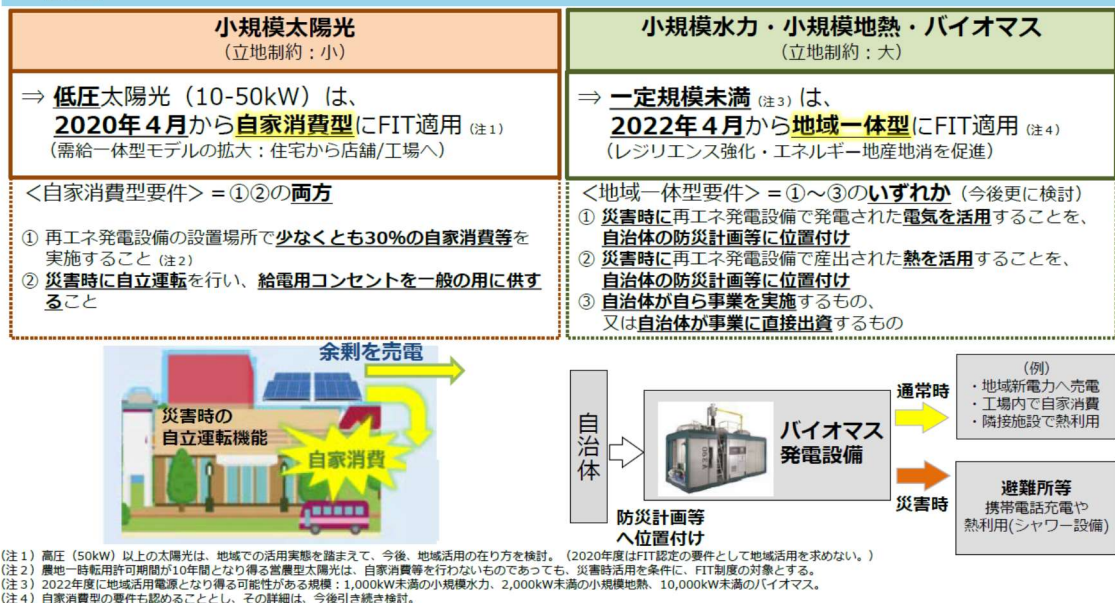 小規模太陽光
（立地制約：小）
⇒ 低圧太陽光（10-50kW）は、
2020年４月から自家消費型にFIT適用（注１）
（需給一体型モデルの拡大：住宅から店舗/工場へ）
＜自家消費型要件＞＝①②の両方
① 再エネ発電設備の設置場所で少なくとも30%の自家消費等を
実施すること（注２）
② 災害時に自立運転を行い、給電用コンセントを一般の用に供す
ること
小規模水力・小規模地熱・バイオマス
（立地制約：大）
⇒ 一定規模未満（注３）は、
2022年４月から地域一体型にFIT適用（注４）
（レジリエンス強化・エネルギー地産地消を促進）
＜地域一体型要件＞＝①～③のいずれか（今後更に検討）
① 災害時に再エネ発電設備で発電された電気を活用することを、
自治体の防災計画等に位置付け
② 災害時に再エネ発電設備で産出された熱を活用することを、
自治体の防災計画等に位置付け
③ 自治体が自ら事業を実施するもの、
又は自治体が事業に直接出資するもの
余剰を売電
災害時の
自立運転機能
自家消費
自治体
防災計画等
へ位置付け
バイオマス
発電設備
通常時
（例）
・地域新電力へ売電
・工場内で自家消費
・隣接施設で熱利用
災害時
避難所等
携帯電話充電や
熱利用(シャワー設備)
（注１）高圧（50kW）以上の太陽光は、地域での活用実態を踏まえて、今後、地域活用の在り方を検討。（2020年度はFIT認定の要件として地域活用を求めない。）
（注２）農地一時転用許可期間が10年間となり得る営農型太陽光は、自家消費等を行わないものであっても、災害時活用を条件に、FIT制度の対象とする。
（注３）2022年度に地域活用電源となり得る可能性がある規模：1,000kW未満の小規模水力、2,000kW未満の小規模地熱、10,000kW未満のバイオマス。
（注４）自家消費型の要件も認めることとし、その詳細は、今後引き続き検討。